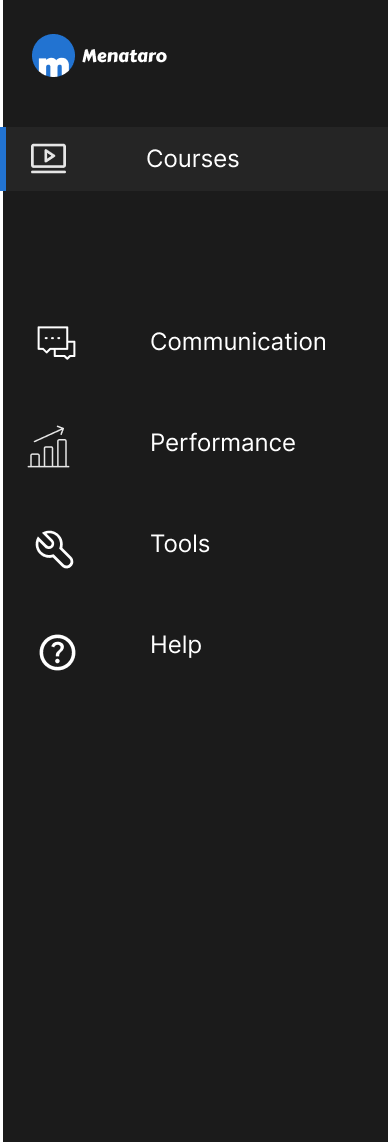 Menataro
Courses
Communication
Performance
Tools
Help